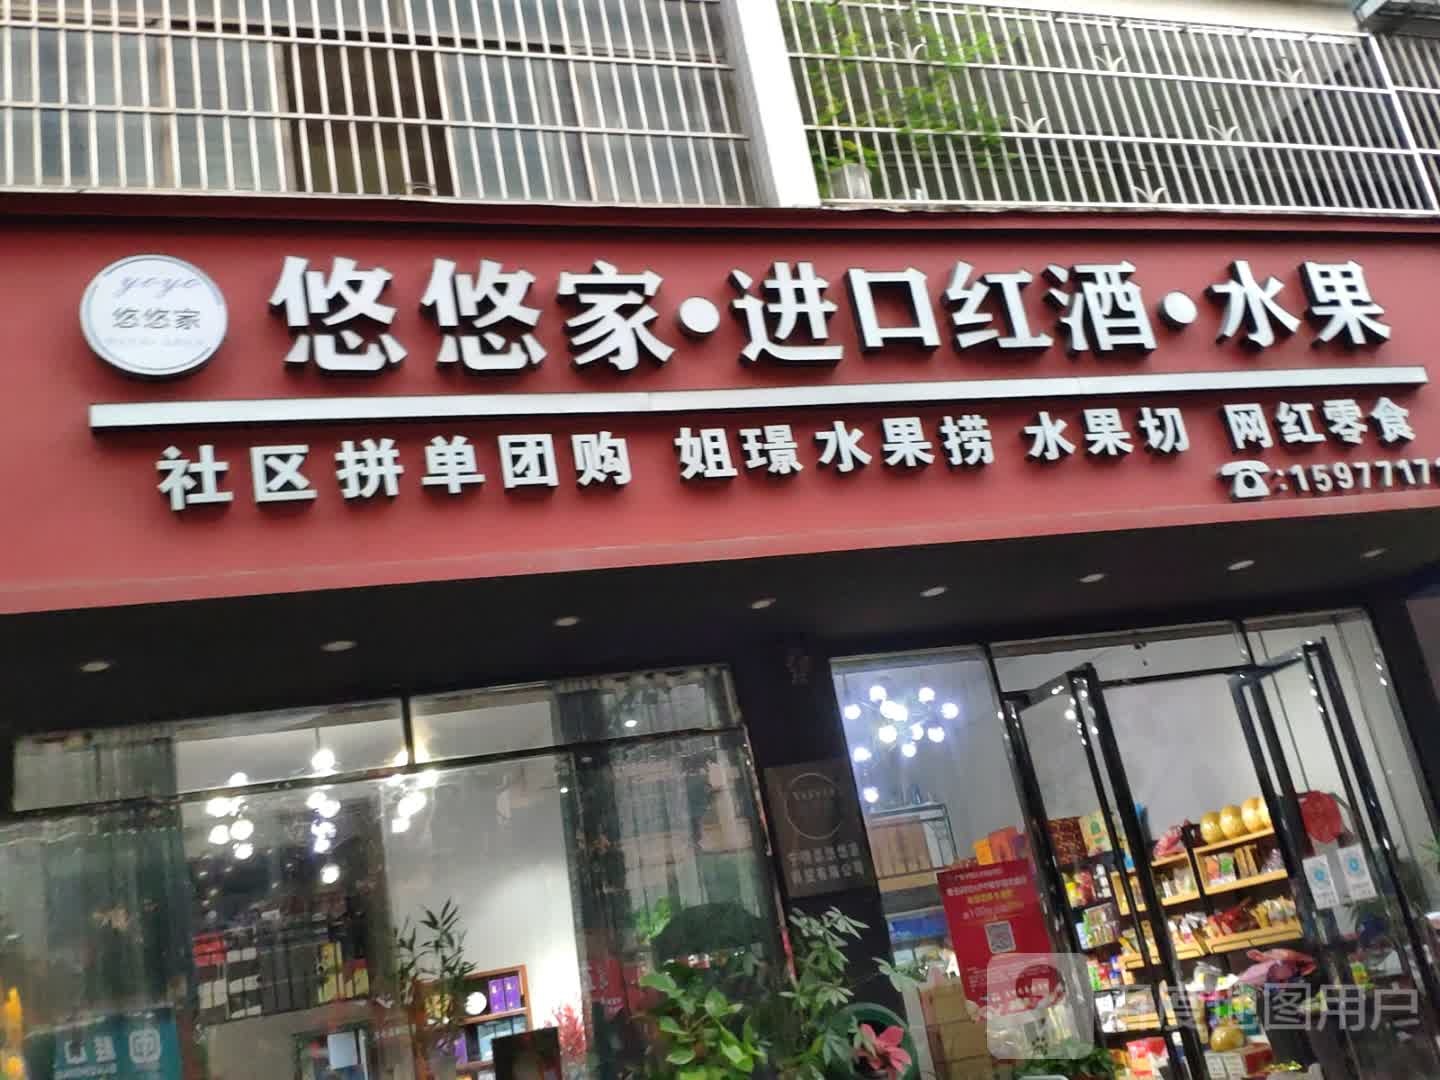 yoyo
悠悠家
悠悠家·进口红酒·水果
社区拼单团购 姐璟水果捞 水果切 网红零食
☎:1597717
百度地图用户